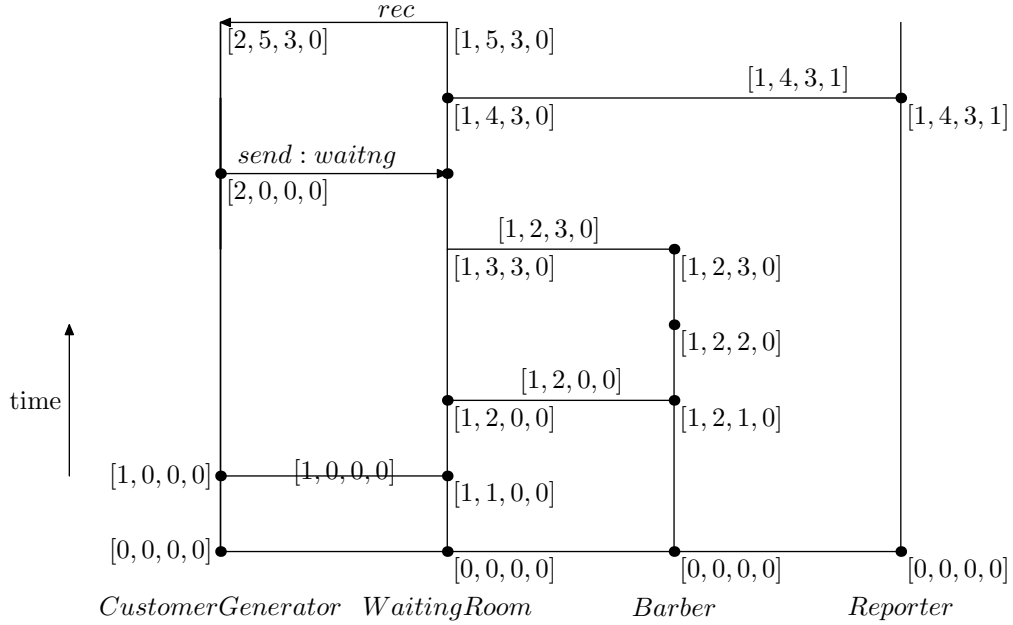 rec
[2, 5, 3, 0] [1, 5, 3, 0]
[1, 4, 3, 1]
[1, 4, 3, 0] [1, 4, 3, 1]
send : waitng
[2, 0, 0, 0]
[1, 2, 3, 0]
[1, 3, 3, 0] [1, 2, 3, 0]
[1, 2, 2, 0]
[1, 2, 0, 0]
time
[1, 2, 0, 0] [1, 2, 1, 0]
[1, 0, 0, 0] [1, 0, 0, 0]
[1, 1, 0, 0]
[0, 0, 0, 0]
[0, 0, 0, 0] [0, 0, 0, 0] [0, 0, 0, 0]
CustomerGenerator WaitingRoom Barber Reporter